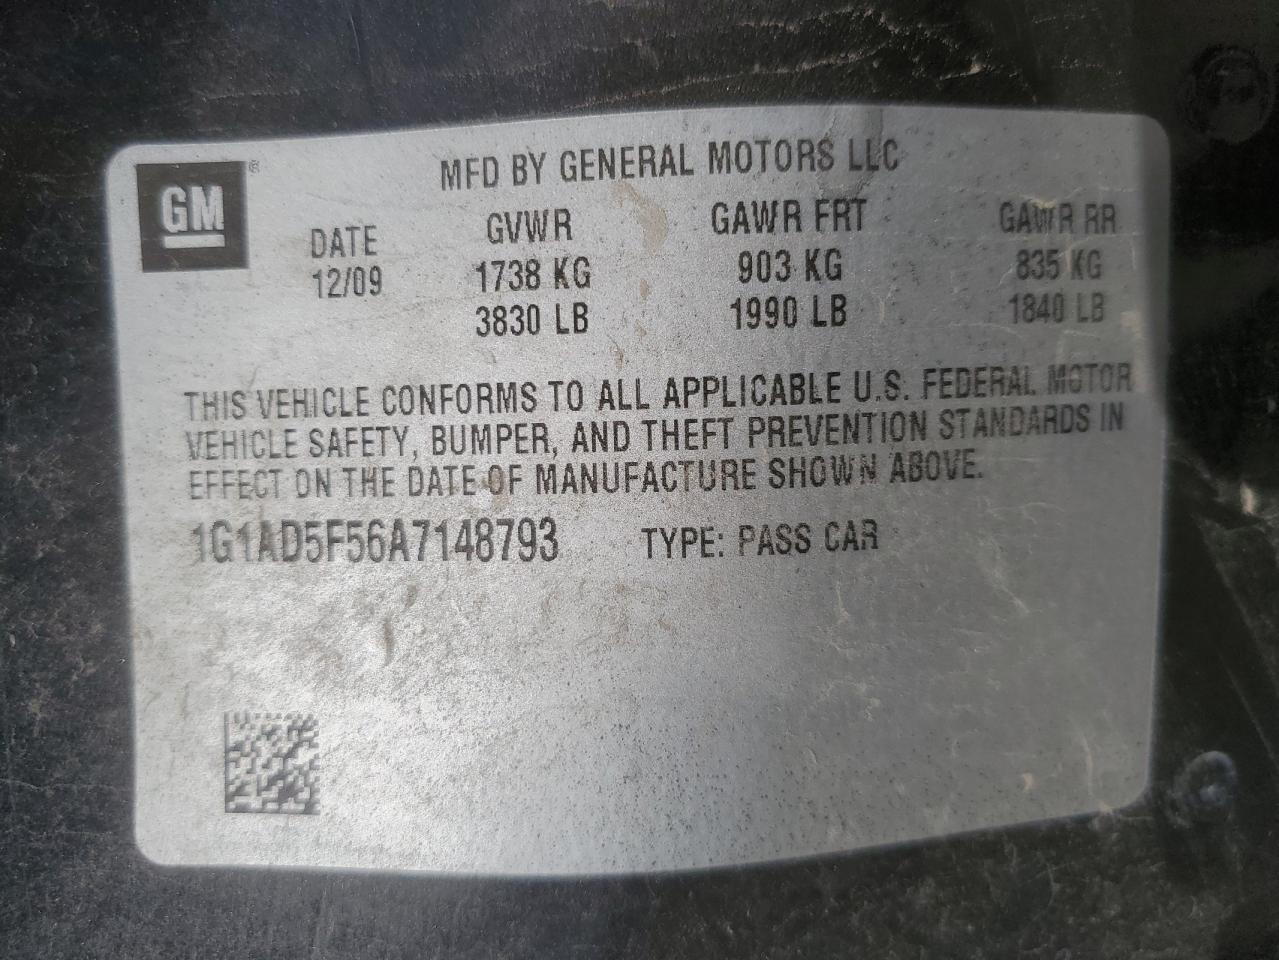 MFD BY GENERAL MOTORS LLC
GM ®
DATE GVWR GAWR FRT GAWR RR
12/09 1738 KG 903 KG 835 KG
3830 LB 1990 LB 1840 LB
THIS VEHICLE CONFORMS TO ALL APPLICABLE U.S. FEDERAL MOTOR
VEHICLE SAFETY, BUMPER, AND THEFT PREVENTION STANDARDS IN
EFFECT ON THE DATE OF MANUFACTURE SHOWN ABOVE.
1G1AD5F56A7148793 TYPE: PASS CAR